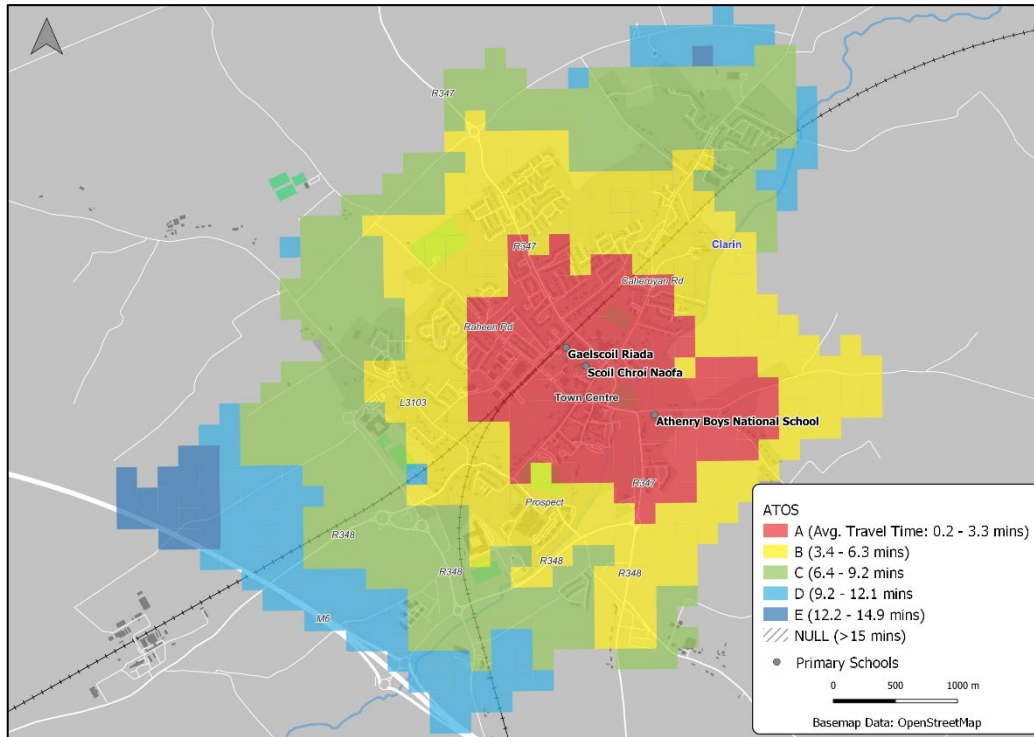 R347
Clarin
R347
Caheroyan Rd
Raheen Rd
Gaelscoil Riada
Scoil Chroi Naofa
Town Centre
L3103
Athenry Boys National School
R347
Prospect
R348
R348
R348
R348
M6
ATOS
A (Avg. Travel Time: 0.2 - 3.3 mins)
B (3.4 - 6.3 mins)
C (6.4 - 9.2 mins
D (9.2 - 12.1 mins
E (12.2 - 14.9 mins)
NULL (>15 mins)
Primary Schools
0 500 1000 m
Basemap Data: OpenStreetMap